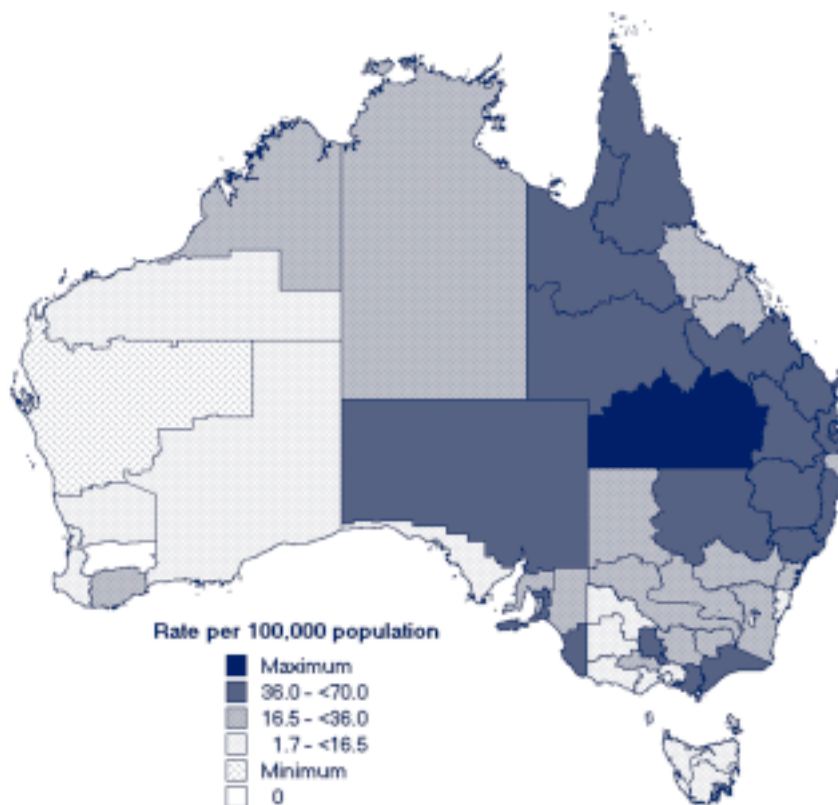 Rate per 100,000 population
Maximum
36.0 - <70.0
16.5 - <36.0
1.7 - <16.5
Minimum
0